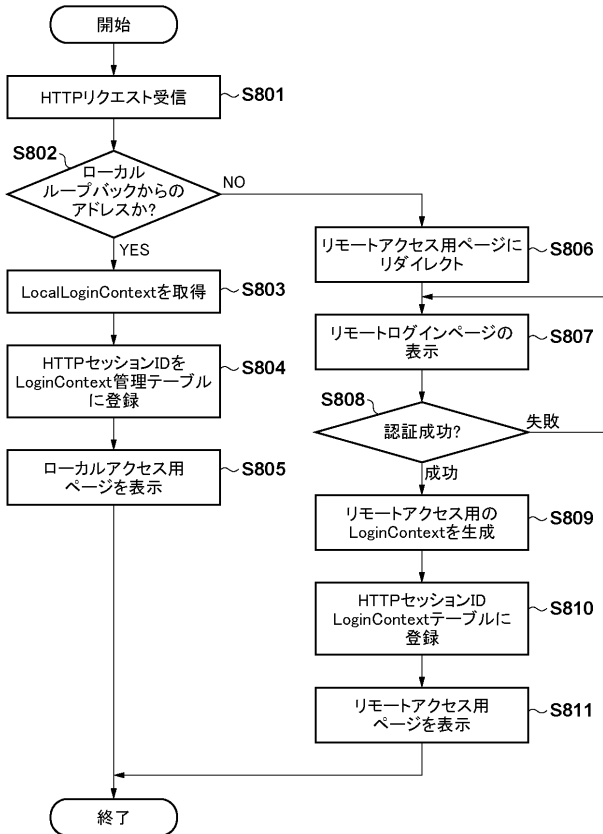 開始
HTTPリクエスト受信
S801
S802
ローカル
ループバックからの
アドレスか?
NO
YES
LocalLoginContextを取得
S803
HTTPセッションIDを
LoginContext管理テーブル
に登録
S804
ローカルアクセス用
ページを表示
S805
リモートアクセス用ページに
リダイレクト
S806
リモートログインページの
表示
S807
S808
認証成功?
失敗
成功
リモートアクセス用の
LoginContextを生成
S809
HTTPセッションID
LoginContextテーブルに
登録
S810
リモートアクセス用
ページを表示
S811
終了